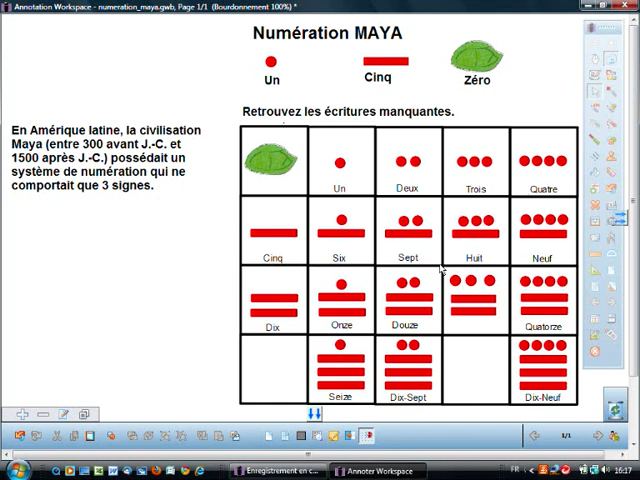 Annotation Workspace - numeration_maya.gwb, Page 1/1 (Bourdonnement 100%) *
Numération MAYA
Un
Cinq
Zéro
Retrouvez les écritures manquantes.
En Amérique latine, la civilisation
Maya (entre 300 avant J.-C. et
1500 après J.-C.) possédait un
système de numération qui ne
comportait que 3 signes.
Un
Deux
Trois
Quatre
Cinq
Six
Sept
Huit
Neuf
Dix
Onze
Douze
Quatorze
Seize
Dix-Sept
Dix-Neuf
1/1
Enregistrement en c...
Annoter Workspace
FR
16:17